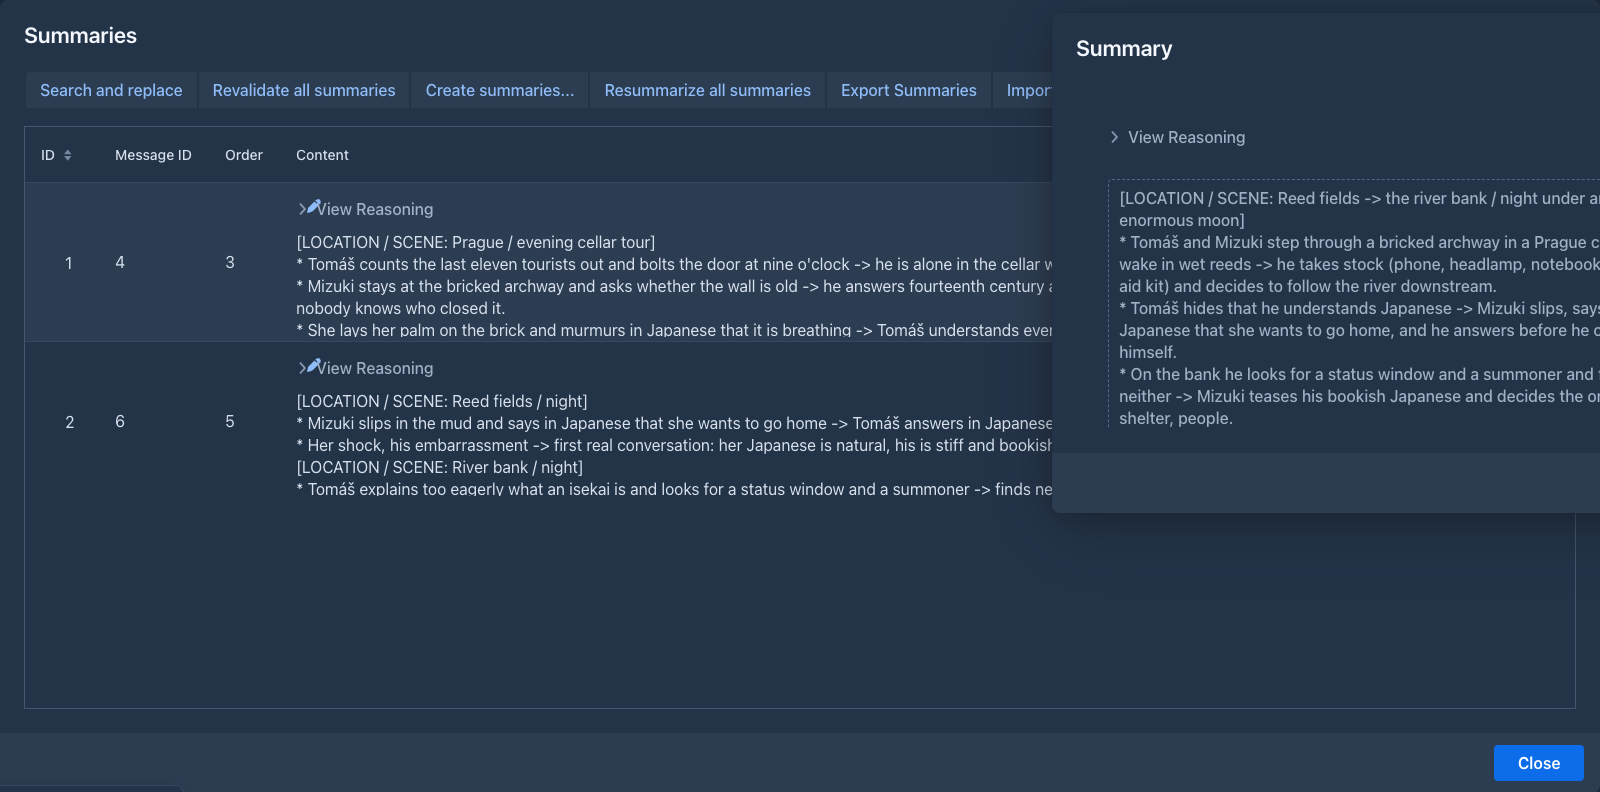 Summaries
Search and replace
Revalidate all summaries
Create summaries...
Resummarize all summaries
Export Summaries
Impor
ID
Message ID
Order
Content
1
4
3
View Reasoning
[LOCATION / SCENE: Prague / evening cellar tour]
* Tomáš counts the last eleven tourists out and bolts the door at nine o'clock -> he is alone in the cellar w
* Mizuki stays at the bricked archway and asks whether the wall is old -> he answers fourteenth century a
nobody knows who closed it.
* She lays her palm on the brick and murmurs in Japanese that it is breathing -> Tomáš understands ever
2
6
5
View Reasoning
[LOCATION / SCENE: Reed fields / night]
* Mizuki slips in the mud and says in Japanese that she wants to go home -> Tomáš answers in Japanese
* Her shock, his embarrassment -> first real conversation: her Japanese is natural, his is stiff and bookish
[LOCATION / SCENE: River bank / night]
* Tomáš explains too eagerly what an isekai is and looks for a status window and a summoner -> finds ne
Summary
View Reasoning
[LOCATION / SCENE: Reed fields -> the river bank / night under an
enormous moon]
* Tomáš and Mizuki step through a bricked archway in a Prague c
wake in wet reeds -> he takes stock (phone, headlamp, notebook
aid kit) and decides to follow the river downstream.
* Tomáš hides that he understands Japanese -> Mizuki slips, says
Japanese that she wants to go home, and he answers before he c
himself.
* On the bank he looks for a status window and a summoner and
neither -> Mizuki teases his bookish Japanese and decides the or
shelter, people.
Close